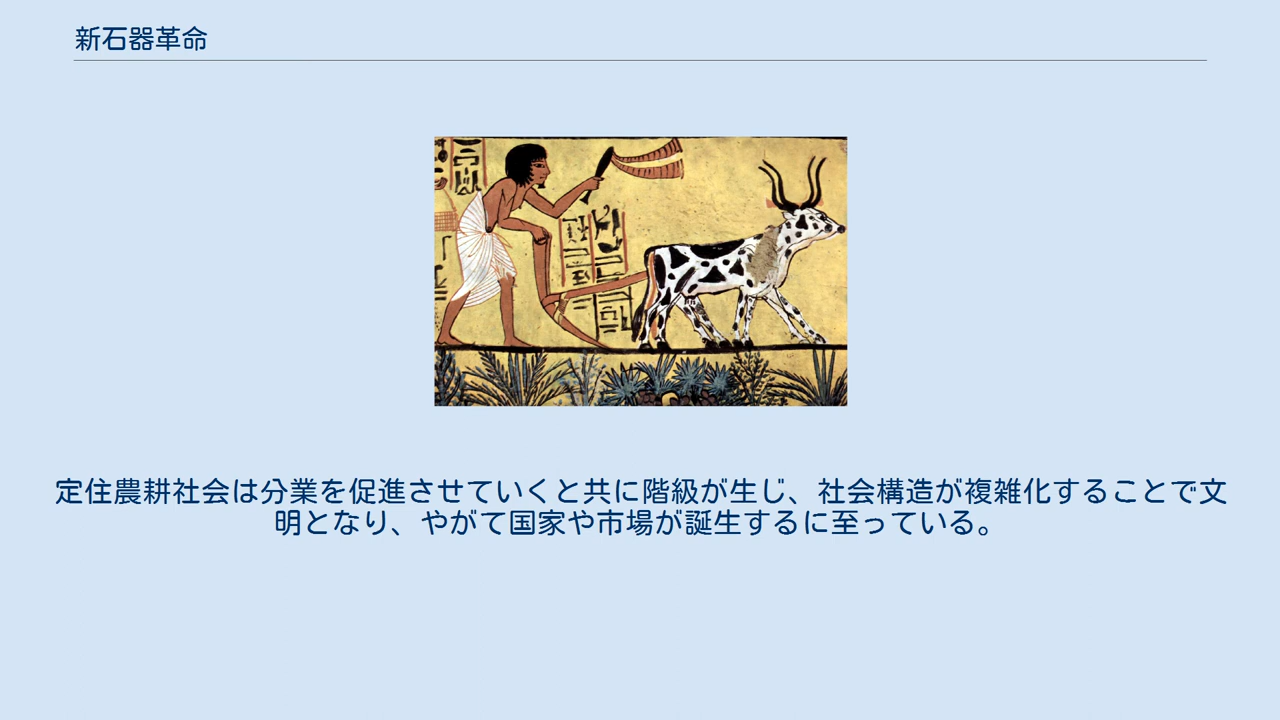 新石器革命
定住農耕社会は分業を促進させていくと共に階級が生じ、社会構造が複雑化することで文
明となり、やがて国家や市場が誕生するに至っている。